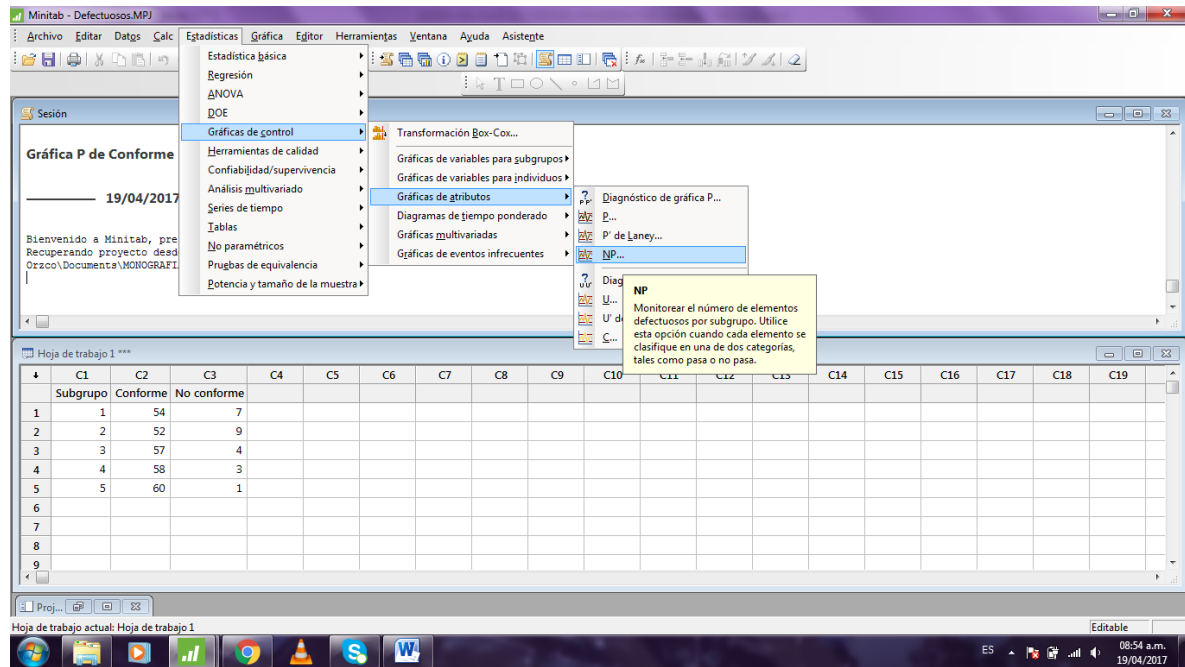 Minitab - Defectuosos.MPJ
Archivo Editar Datos Calc Estadísticas Gráfica Editor Herramientas Ventana Ayuda Asistente
Estadística básica
Regresión
ANOVA
DOE
Gráficas de control
Herramientas de calidad
Confiabilidad/supervivencia
Análisis multivariado
Series de tiempo
Tablas
No paramétricos
Pruebas de equivalencia
Potencia y tamaño de la muestra
Transformación Box-Cox...
Gráficas de variables para subgrupos
Gráficas de variables para individuos
Gráficas de atributos
Diagramas de tiempo ponderado
Gráficas multivariadas
Gráficas de eventos infrecuentes
Diagnóstico de gráfica P...
P...
P' de Laney...
NP...
Diag
U...
U' d
C...
NP
Monitorear el número de elementos
defectuosos por subgrupo. Utilice
esta opción cuando cada elemento se
clasifique en una de dos categorías,
tales como pasa o no pasa.
Sesión
Gráfica P de Conforme
19/04/2017
Bienvenido a Minitab, pre
Recuperando proyecto desd
Orzco\Documents\MONOGRAFI
Hoja de trabajo 1 ***
C1 C2 C3 C4 C5 C6 C7 C8 C9 C10 C11 C12 C13 C14 C15 C16 C17 C18 C19
Subgrupo Conforme No conforme
1 1 54 7
2 2 52 9
3 3 57 4
4 4 58 3
5 5 60 1
6
7
8
9
Proj...
Hoja de trabajo actual: Hoja de trabajo 1
Editable
ES
08:54 a.m.
19/04/2017